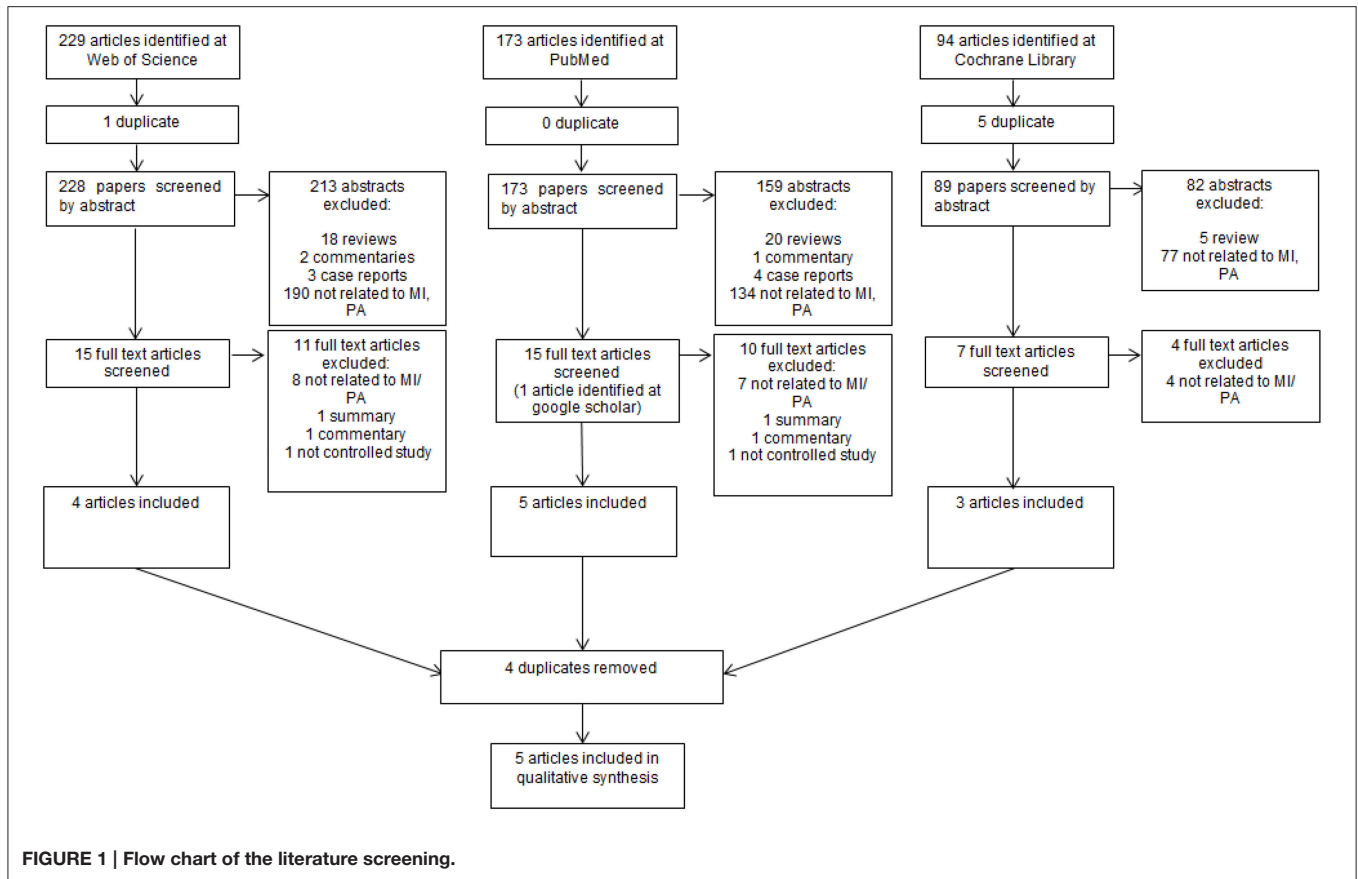 229 articles identified at
Web of Science
173 articles identified at
PubMed
94 articles identified at
Cochrane Library
1 duplicate
0 duplicate
5 duplicate
228 papers screened
by abstract
213 abstracts
excluded:
18 reviews
2 commentaries
3 case reports
190 not related to MI,
PA
173 papers screened
by abstract
159 abstracts
excluded:
20 reviews
1 commentary
4 case reports
134 not related to MI,
PA
89 papers screened by
abstract
82 abstracts
excluded:
5 review
77 not related to MI,
PA
15 full text articles
screened
11 full text articles
excluded:
8 not related to MI/
PA
1 summary
1 commentary
1 not controlled study
15 full text articles
screened
(1 article identified at
google scholar)
10 full text articles
excluded:
7 not related to MI/
PA
1 summary
1 commentary
1 not controlled study
7 full text articles
screened
4 full text articles
excluded
4 not related to MI/
PA
4 articles included
5 articles included
3 articles included
4 duplicates removed
5 articles included in
qualitative synthesis
FIGURE 1 | Flow chart of the literature screening.